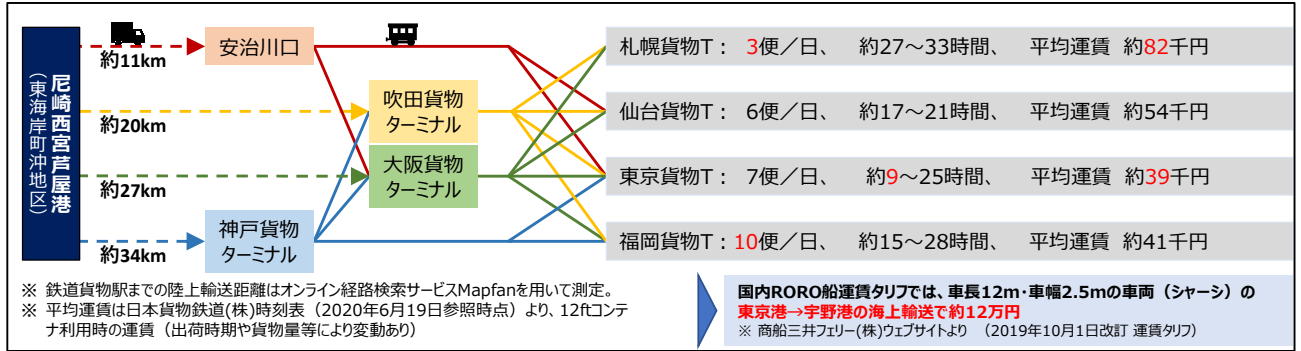 尼崎西宮芦屋港
（東海岸町沖地区）
約11km
約20km
約27km
約34km
安治川口
吹田貨物
ターミナル
大阪貨物
ターミナル
神戸貨物
ターミナル
札幌貨物T： 3便／日、 約27～33時間、 平均運賃 約82千円
仙台貨物T： 6便／日、 約17～21時間、 平均運賃 約54千円
東京貨物T： 7便／日、 約9～25時間、 平均運賃 約39千円
福岡貨物T：10便／日、 約15～28時間、 平均運賃 約41千円
※ 鉄道貨物駅までの陸上輸送距離はオンライン経路検索サービスMapfanを用いて測定。
※ 平均運賃は日本貨物鉄道(株)時刻表（2020年6月19日参照時点）より、12ftコンテ
ナ利用時の運賃（出荷時期や貨物量等により変動あり）
国内RORO船運賃タリフでは、車長12m・車幅2.5mの車両（シャーシ）の
東京港→宇野港の海上輸送で約12万円
※ 商船三井フェリー(株)ウェブサイトより （2019年10月1日改訂 運賃タリフ）